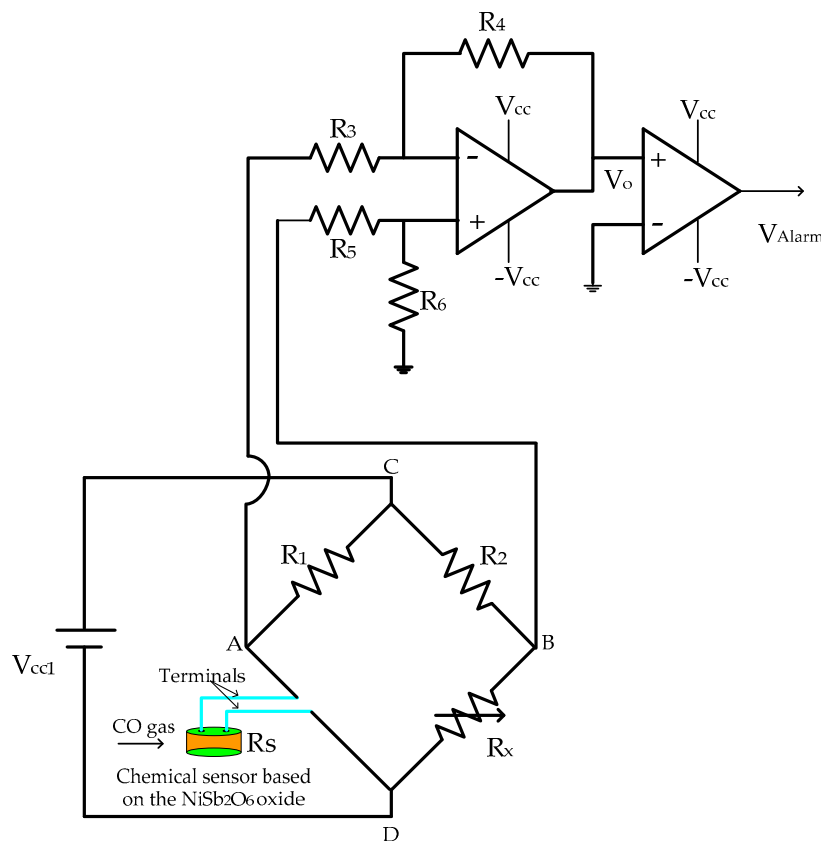 R4
Vcc
Vcc
R3
-
+
Vo
VAlarm
+
-
R5
-Vcc
-Vcc
R6
C
R1
R2
A
B
Vcc1
Terminals
CO gas
Rs
Rx
Chemical sensor based
on the NiSb2O6 oxide
D